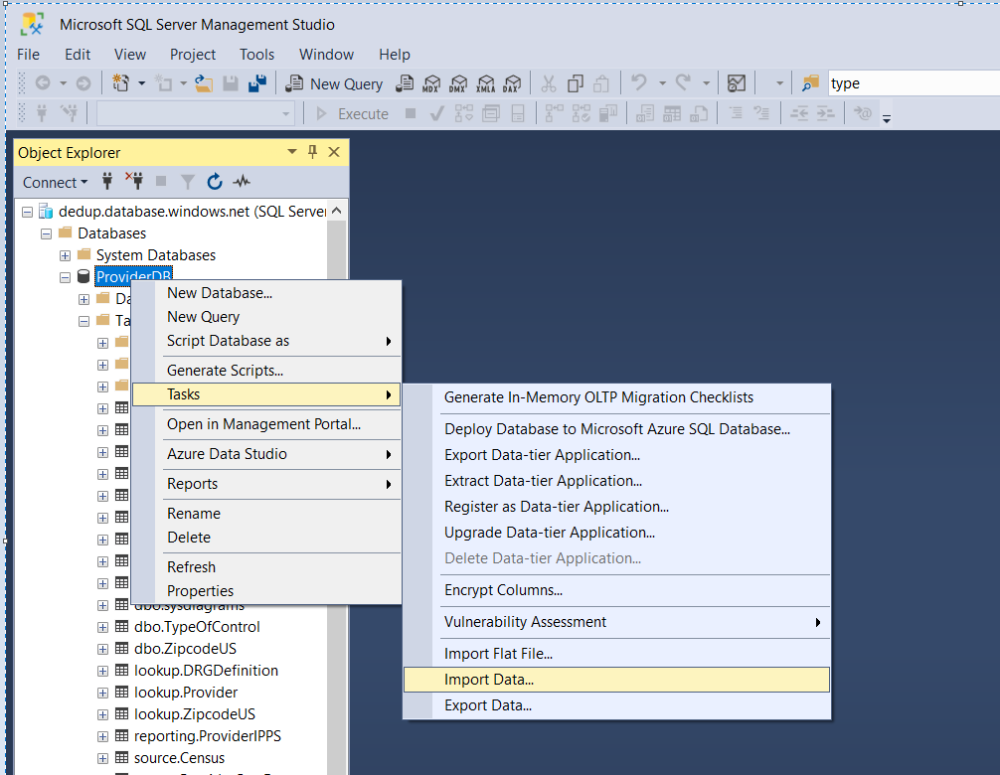 Microsoft SQL Server Management Studio
File Edit View Project Tools Window Help
New Query MDX DMX XMLA DAX type
Execute
Object Explorer
Connect
dedup.database.windows.net (SQL Server
Databases
System Databases
ProviderDB
Da
Ta
New Database...
New Query
Script Database as
Generate Scripts...
Tasks
Open in Management Portal...
Azure Data Studio
Reports
Rename
Delete
Refresh
Properties
Generate In-Memory OLTP Migration Checklists
Deploy Database to Microsoft Azure SQL Database...
Export Data-tier Application...
Extract Data-tier Application...
Register as Data-tier Application...
Upgrade Data-tier Application...
Delete Data-tier Application...
Encrypt Columns...
Vulnerability Assessment
Import Flat File...
Import Data...
Export Data...
dbo.sysdiagrams
dbo.TypeOfControl
dbo.ZipcodeUS
lookup.DRGDefinition
lookup.Provider
lookup.ZipcodeUS
reporting.ProviderIPPS
source.Census